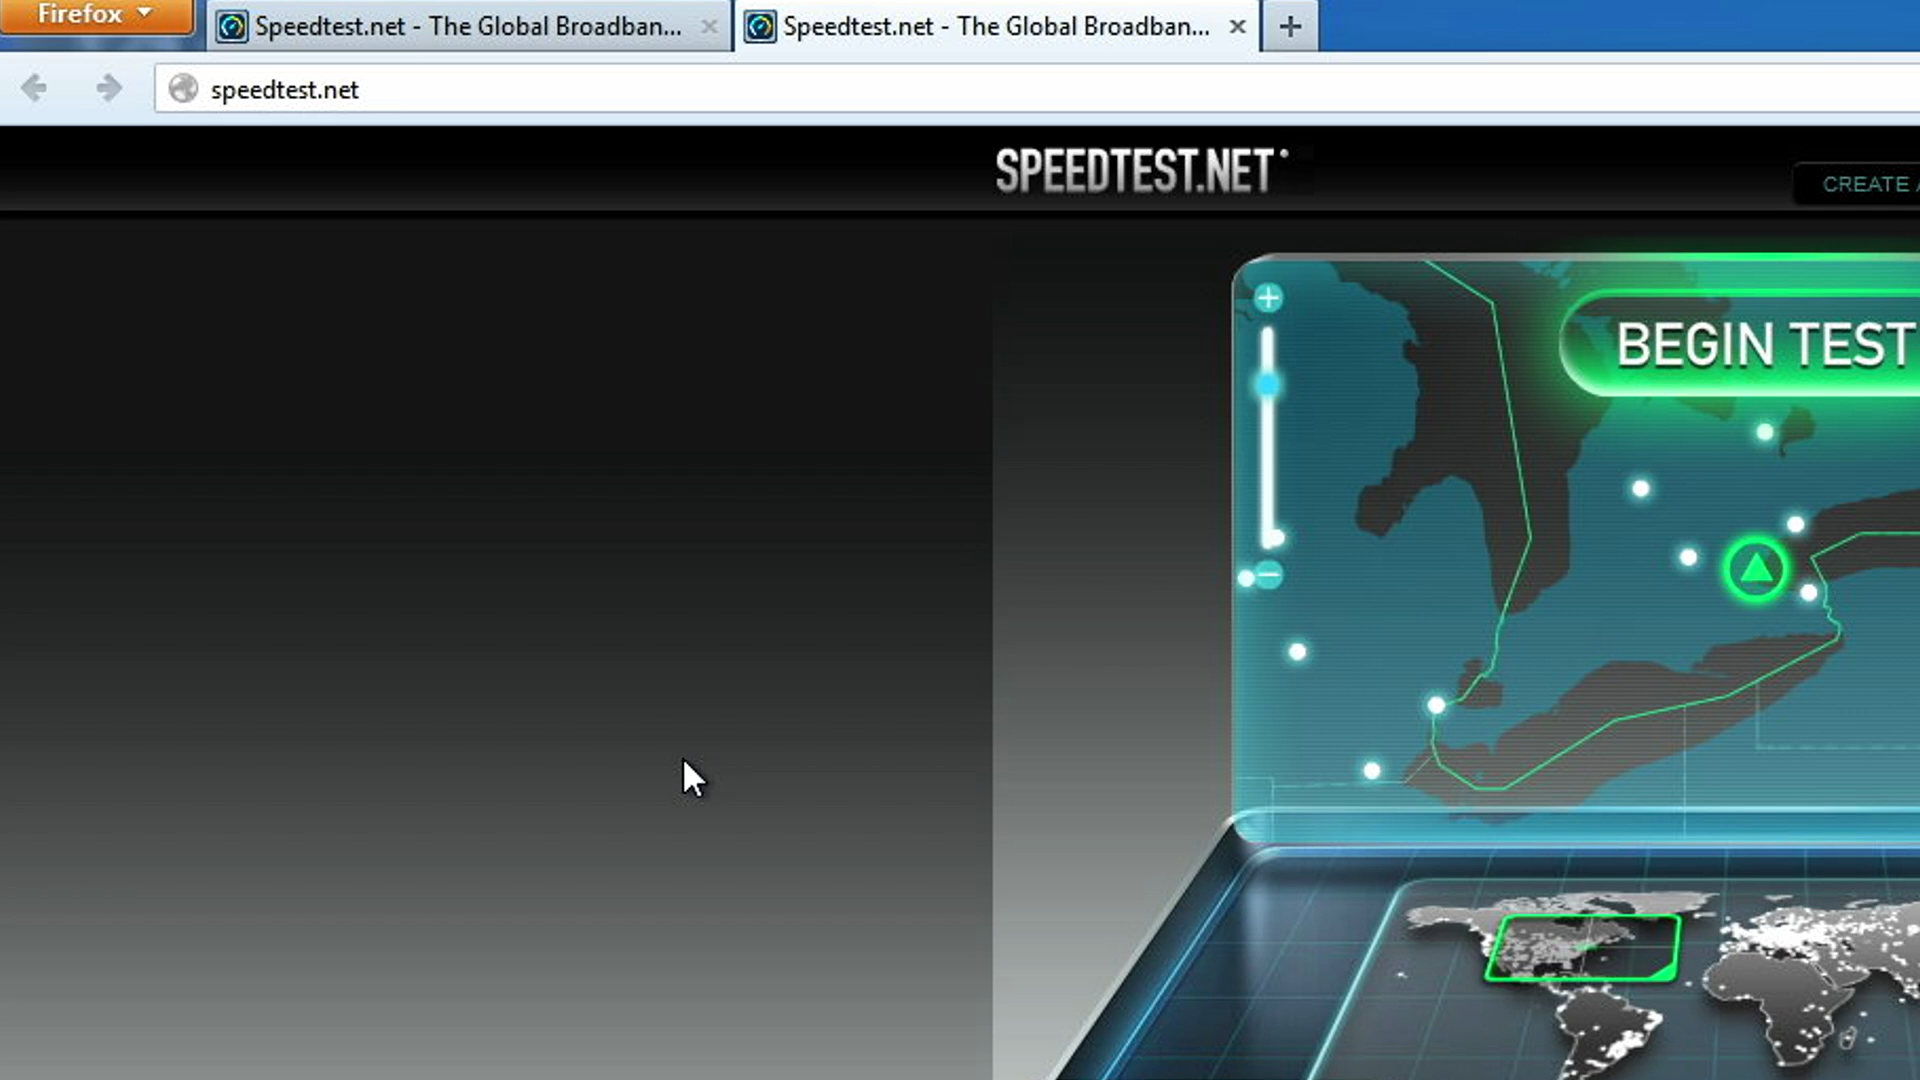 Firefox
Speedtest.net - The Global Broadban...
Speedtest.net - The Global Broadban...
speedtest.net
SPEEDTEST.NET
CREATE
BEGIN TEST